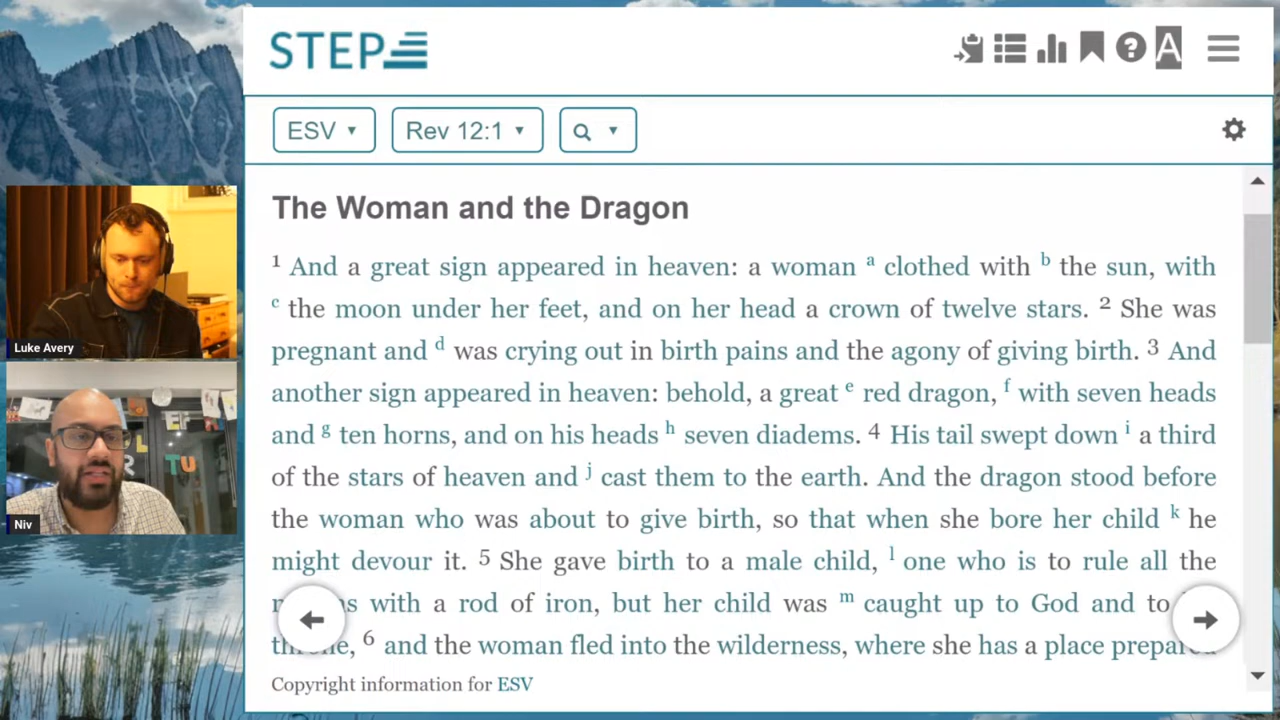 STEP
A
ESV ▼
Rev 12:1 ▼
▼
The Woman and the Dragon
1 And a great sign appeared in heaven: a woman a clothed with b the sun, with
c the moon under her feet, and on her head a crown of twelve stars. 2 She was
pregnant and d was crying out in birth pains and the agony of giving birth. 3 And
another sign appeared in heaven: behold, a great e red dragon, f with seven heads
and g ten horns, and on his heads h seven diadems. 4 His tail swept down i a third
of the stars of heaven and j cast them to the earth. And the dragon stood before
the woman who was about to give birth, so that when she bore her child k he
might devour it. 5 She gave birth to a male child, l one who is to rule all the
with a rod of iron, but her child was m caught up to God and to
6 and the woman fled into the wilderness, where she has a place prepared
Copyright information for ESV
Luke Avery
Niv